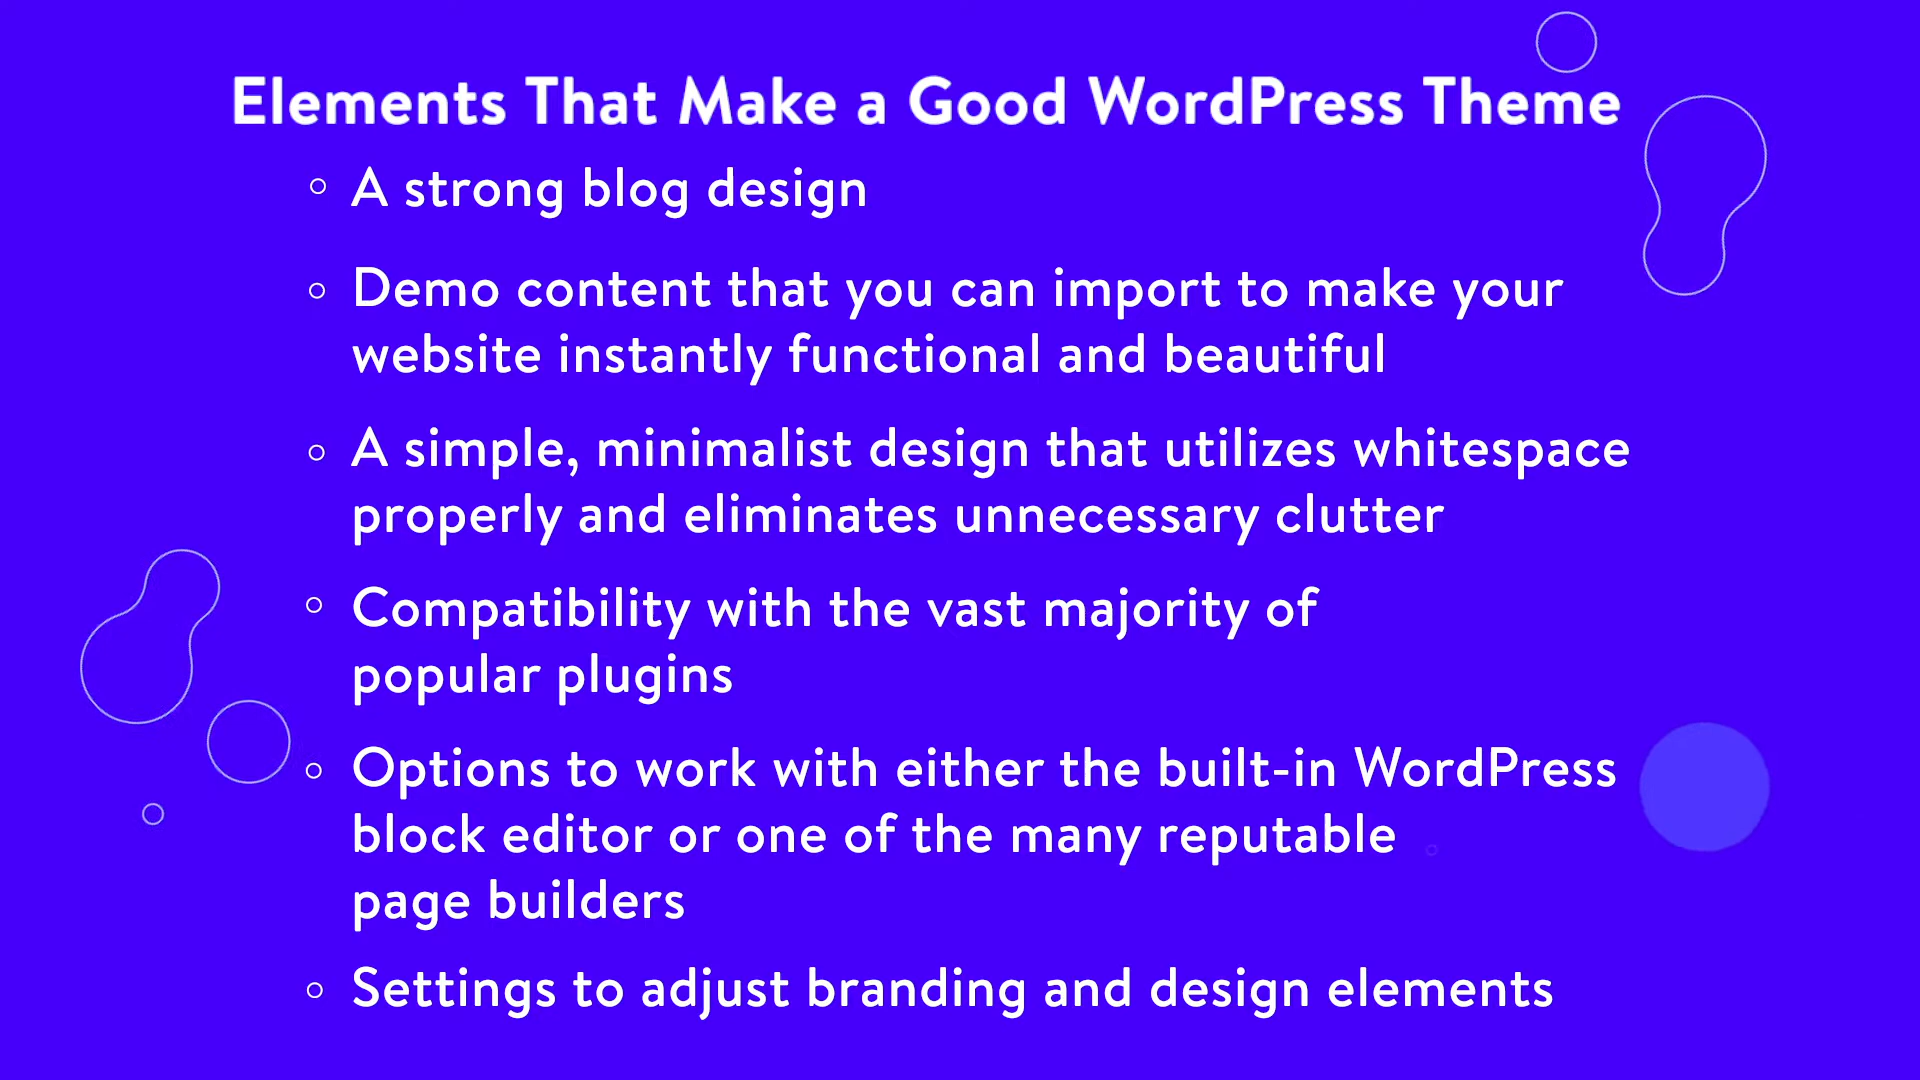 Elements That Make a Good WordPress Theme
A strong blog design
Demo content that you can import to make your
website instantly functional and beautiful
A simple, minimalist design that utilizes whitespace
properly and eliminates unnecessary clutter
Compatibility with the vast majority of
popular plugins
Options to work with either the built-in WordPress
block editor or one of the many reputable
page builders
Settings to adjust branding and design elements